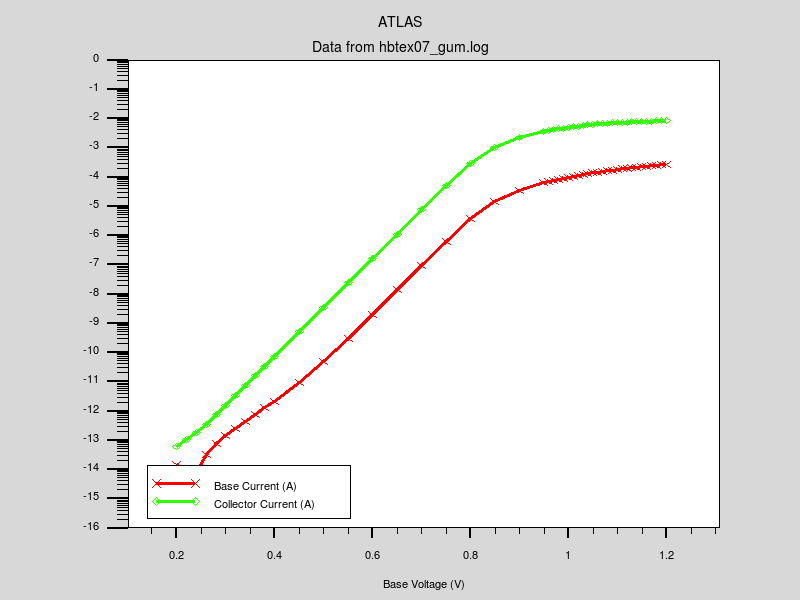 ATLAS
Data from hbtex07_gum.log
0
-1
-2
-3
-4
-5
-6
-7
-8
-9
-10
-11
-12
-13
-14
-15
-16
Base Current (A)
Collector Current (A)
0.2 0.4 0.6 0.8 1 1.2
Base Voltage (V)